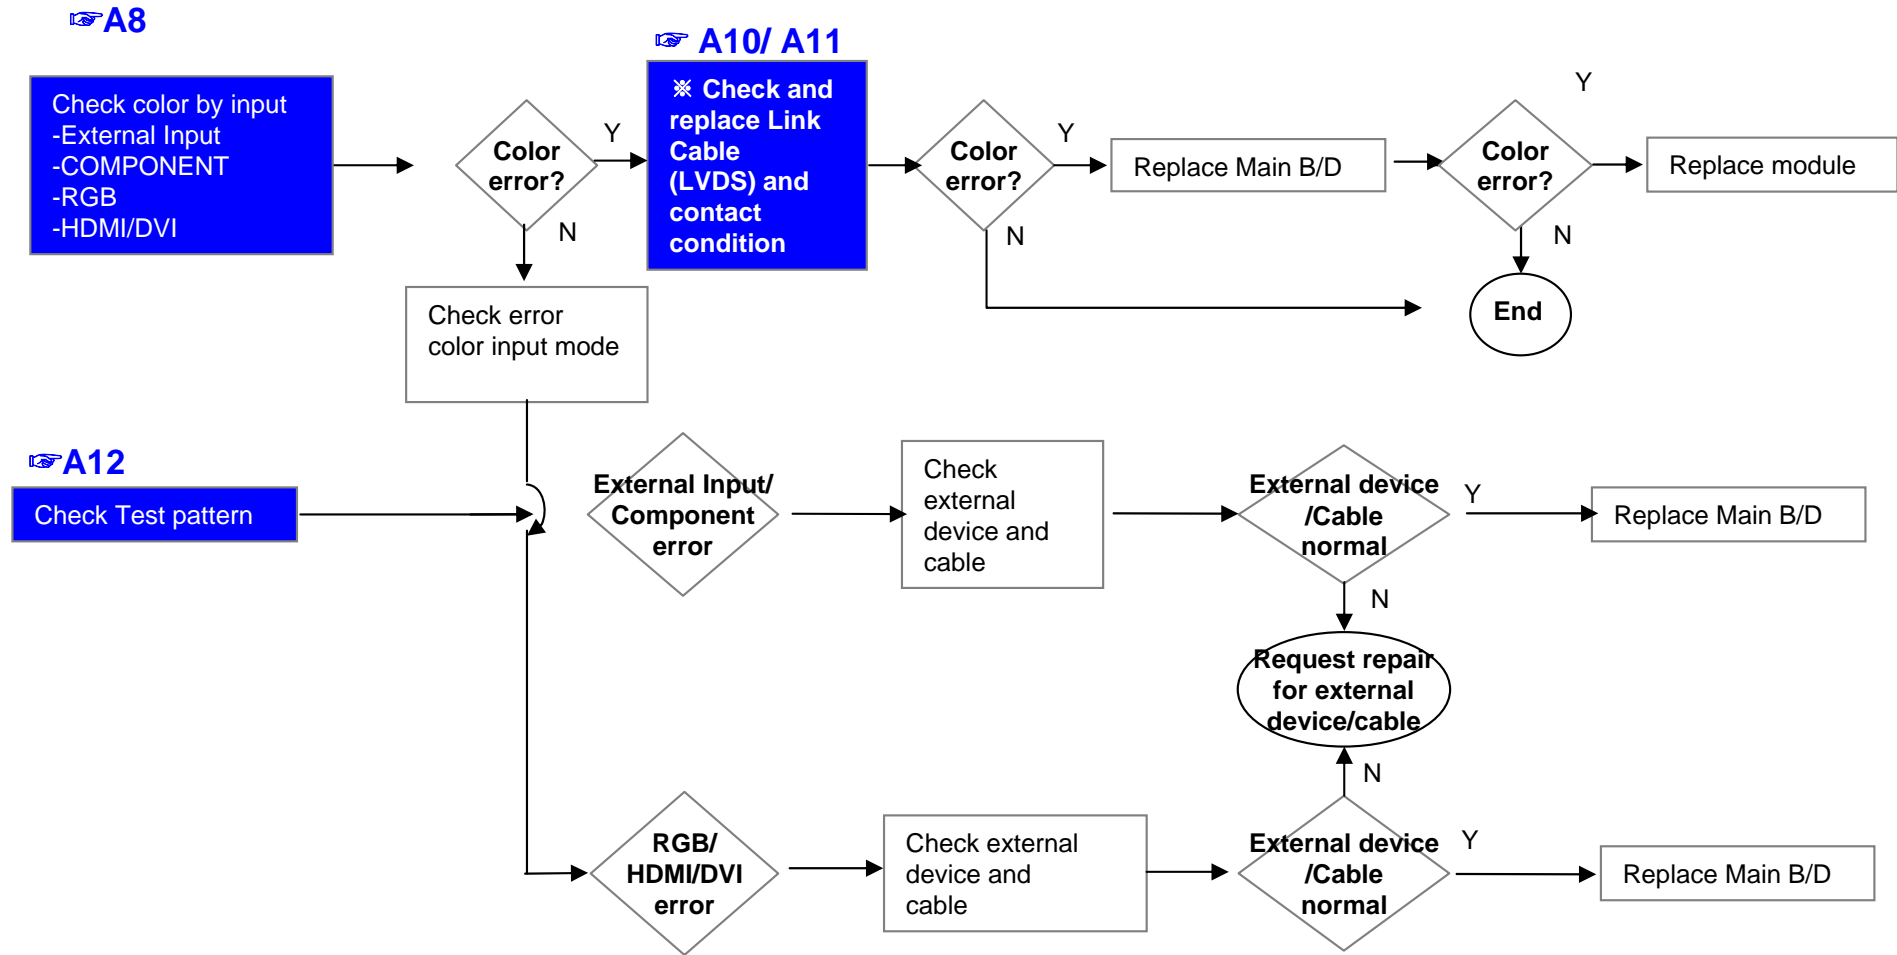 ☞A8
☞ A10/ A11
Check color by input
-External Input
-COMPONENT
-RGB
-HDMI/DVI
Color
error?
Y
N
※ Check and
replace Link
Cable
(LVDS) and
contact
condition
Color
error?
Y
N
Replace Main B/D
Color
error?
Y
N
Replace module
End
Check error
color input mode
☞A12
Check Test pattern
External Input/
Component
error
Check
external
device and
cable
External device
/Cable
normal
Y
N
Replace Main B/D
Request repair
for external
device/cable
N
RGB/
HDMI/DVI
error
Check external
device and
cable
External device
/Cable
normal
Y
Replace Main B/D